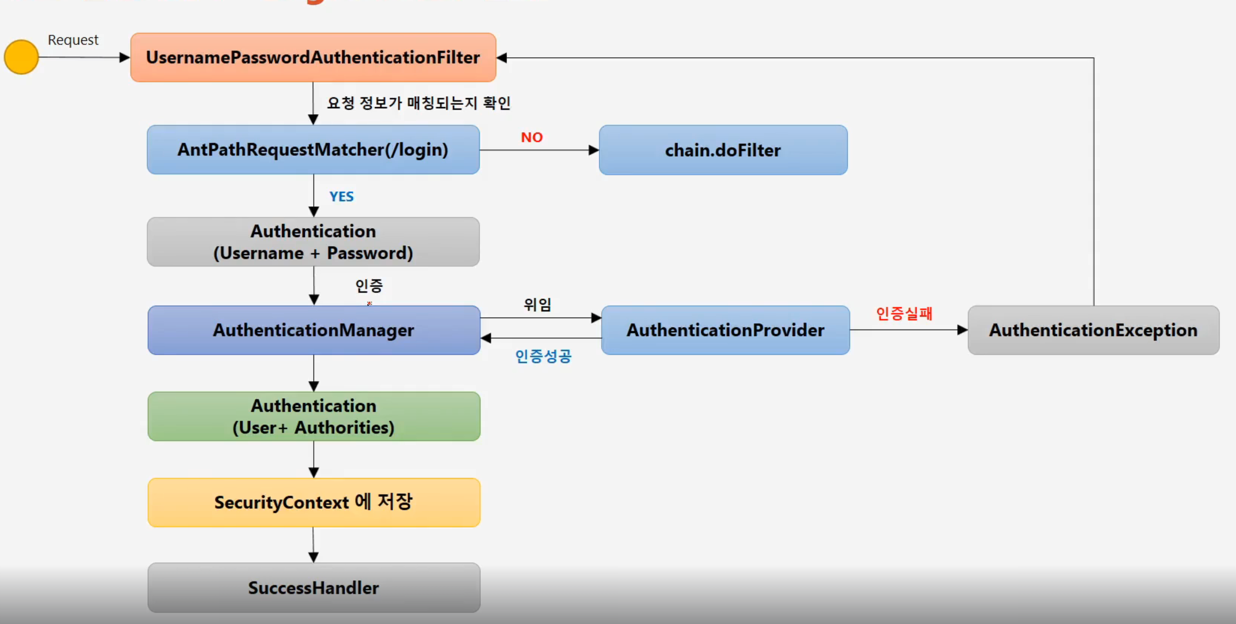 Request
UsernamePasswordAuthenticationFilter
요청 정보가 매칭되는지 확인
AntPathRequestMatcher(/login)
NO
chain.doFilter
YES
Authentication
(Username + Password)
인증
AuthenticationManager
위임
인증성공
AuthenticationProvider
인증실패
AuthenticationException
Authentication
(User+ Authorities)
SecurityContext 에 저장
SuccessHandler